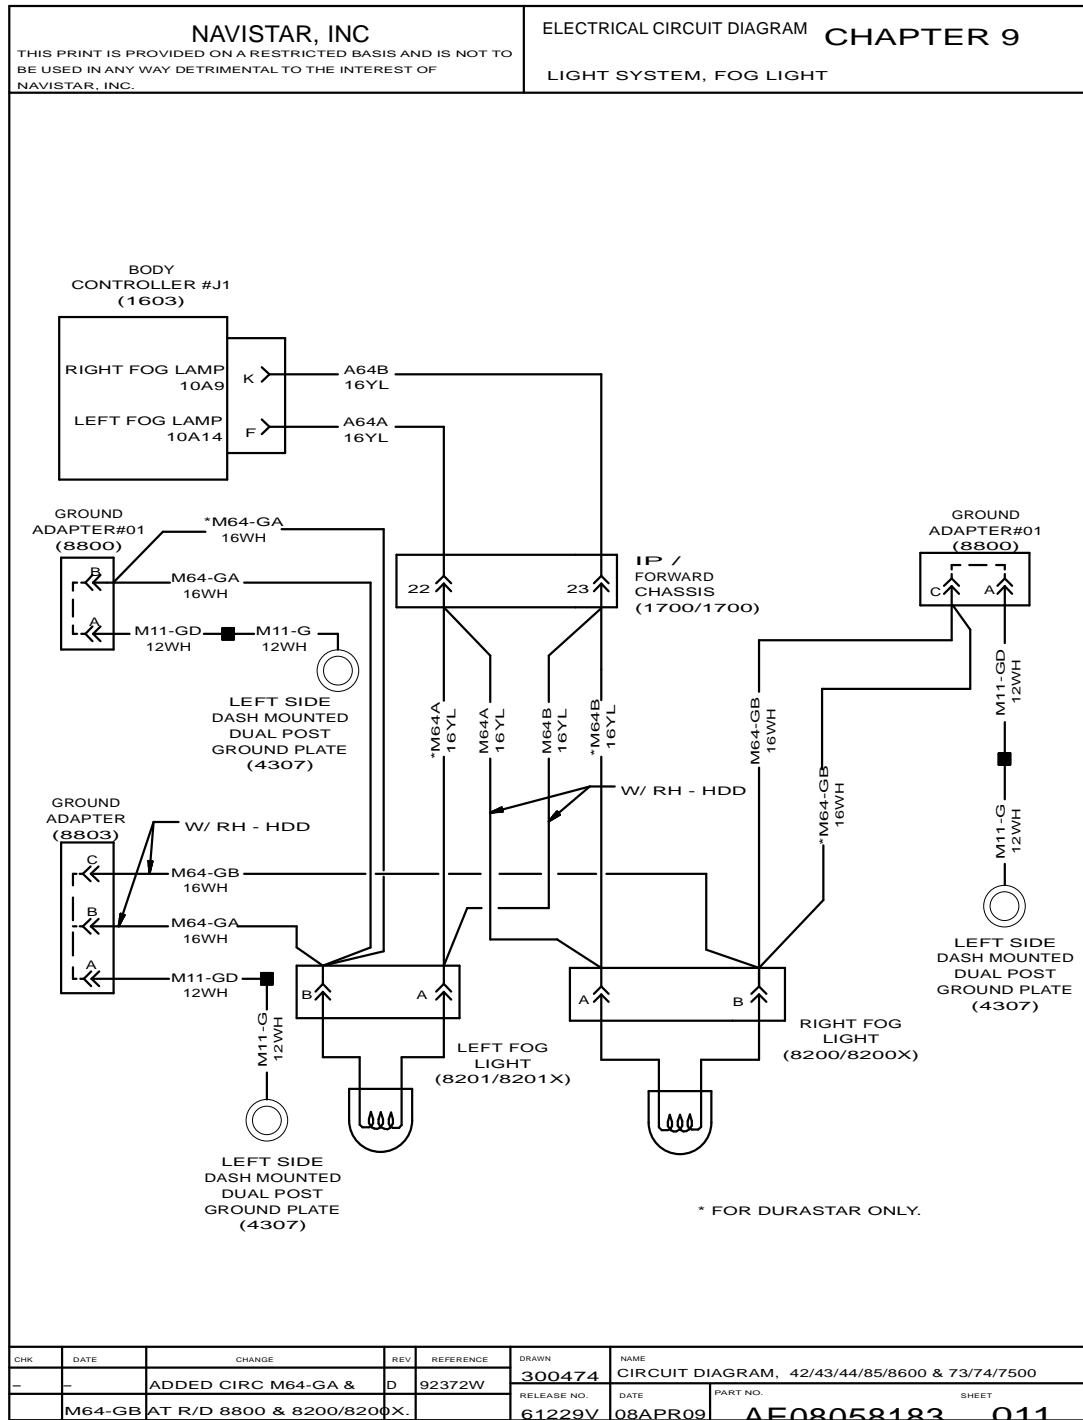 NAVISTAR, INC
THIS PRINT IS PROVIDED ON A RESTRICTED BASIS AND IS NOT TO
BE USED IN ANY WAY DETRIMENTAL TO THE INTEREST OF
NAVISTAR, INC.
ELECTRICAL CIRCUIT DIAGRAM CHAPTER 9
LIGHT SYSTEM, FOG LIGHT
BODY
CONTROLLER #J1
(1603)
RIGHT FOG LAMP
10A9
K
A64B
16YL
LEFT FOG LAMP
10A14
F
A64A
16YL
GROUND
ADAPTER#01
(8800)
*M64-GA
16WH
B
M64-GA
16WH
A
M11-GD
12WH
M11-G
12WH
LEFT SIDE
DASH MOUNTED
DUAL POST
GROUND PLATE
(4307)
22
23
IP /
FORWARD
CHASSIS
(1700/1700)
GROUND
ADAPTER#01
(8800)
C
A
*M64A
16YL
M64A
16YL
M64B
16YL
*M64B
16YL
M64-GB
16WH
*M64-GB
16WH
M11-GD
12WH
M11-G
12WH
W/ RH - HDD
LEFT SIDE
DASH MOUNTED
DUAL POST
GROUND PLATE
(4307)
GROUND
ADAPTER
(8803)
W/ RH - HDD
C
M64-GB
16WH
B
M64-GA
16WH
A
M11-GD
12WH
M11-G
12WH
B
A
LEFT FOG
LIGHT
(8201/8201X)
A
B
RIGHT FOG
LIGHT
(8200/8200X)
LEFT SIDE
DASH MOUNTED
DUAL POST
GROUND PLATE
(4307)
* FOR DURASTAR ONLY.
CHK DATE CHANGE REV REFERENCE
– – ADDED CIRC M64-GA & D 92372W
M64-GB AT R/D 8800 & 8200/8200X.
DRAWN
300474
NAME
CIRCUIT DIAGRAM, 42/43/44/85/8600 & 73/74/7500
RELEASE NO.
61229V
DATE
08APR09
PART NO.
AE08058183
SHEET
011